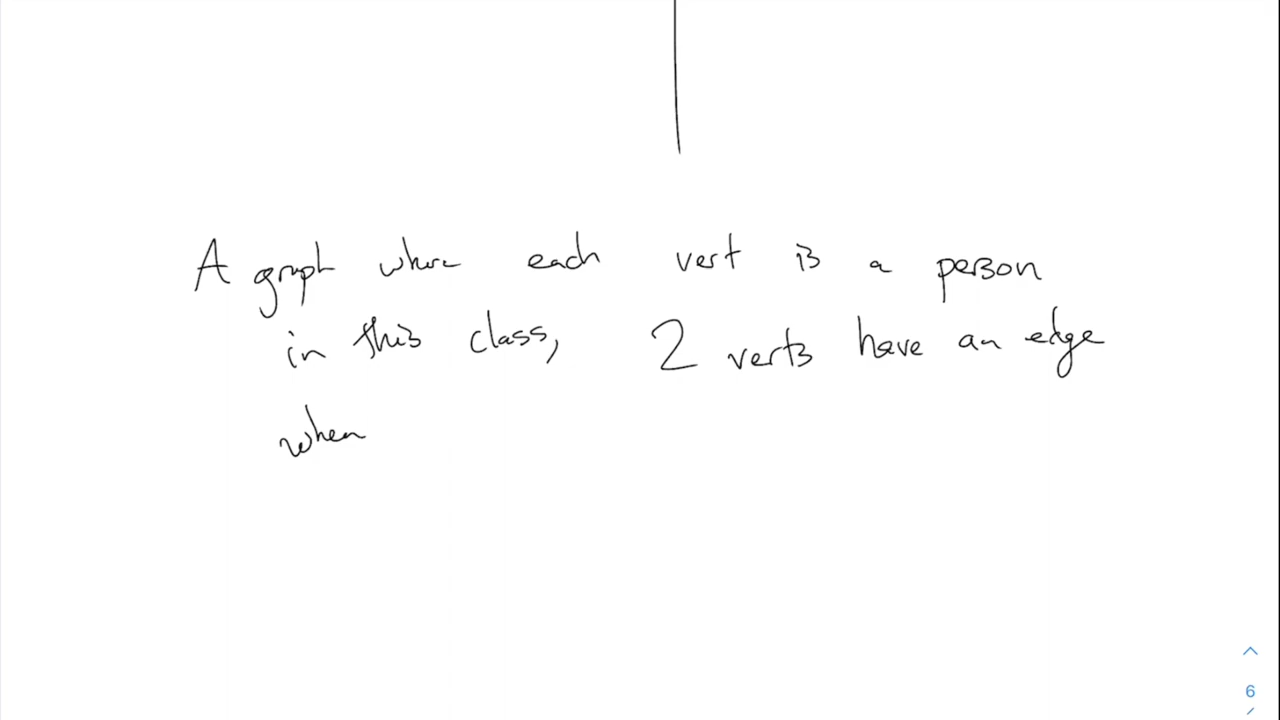 A graph where each vert is a person
in this class, 2 verts have an edge
when
6